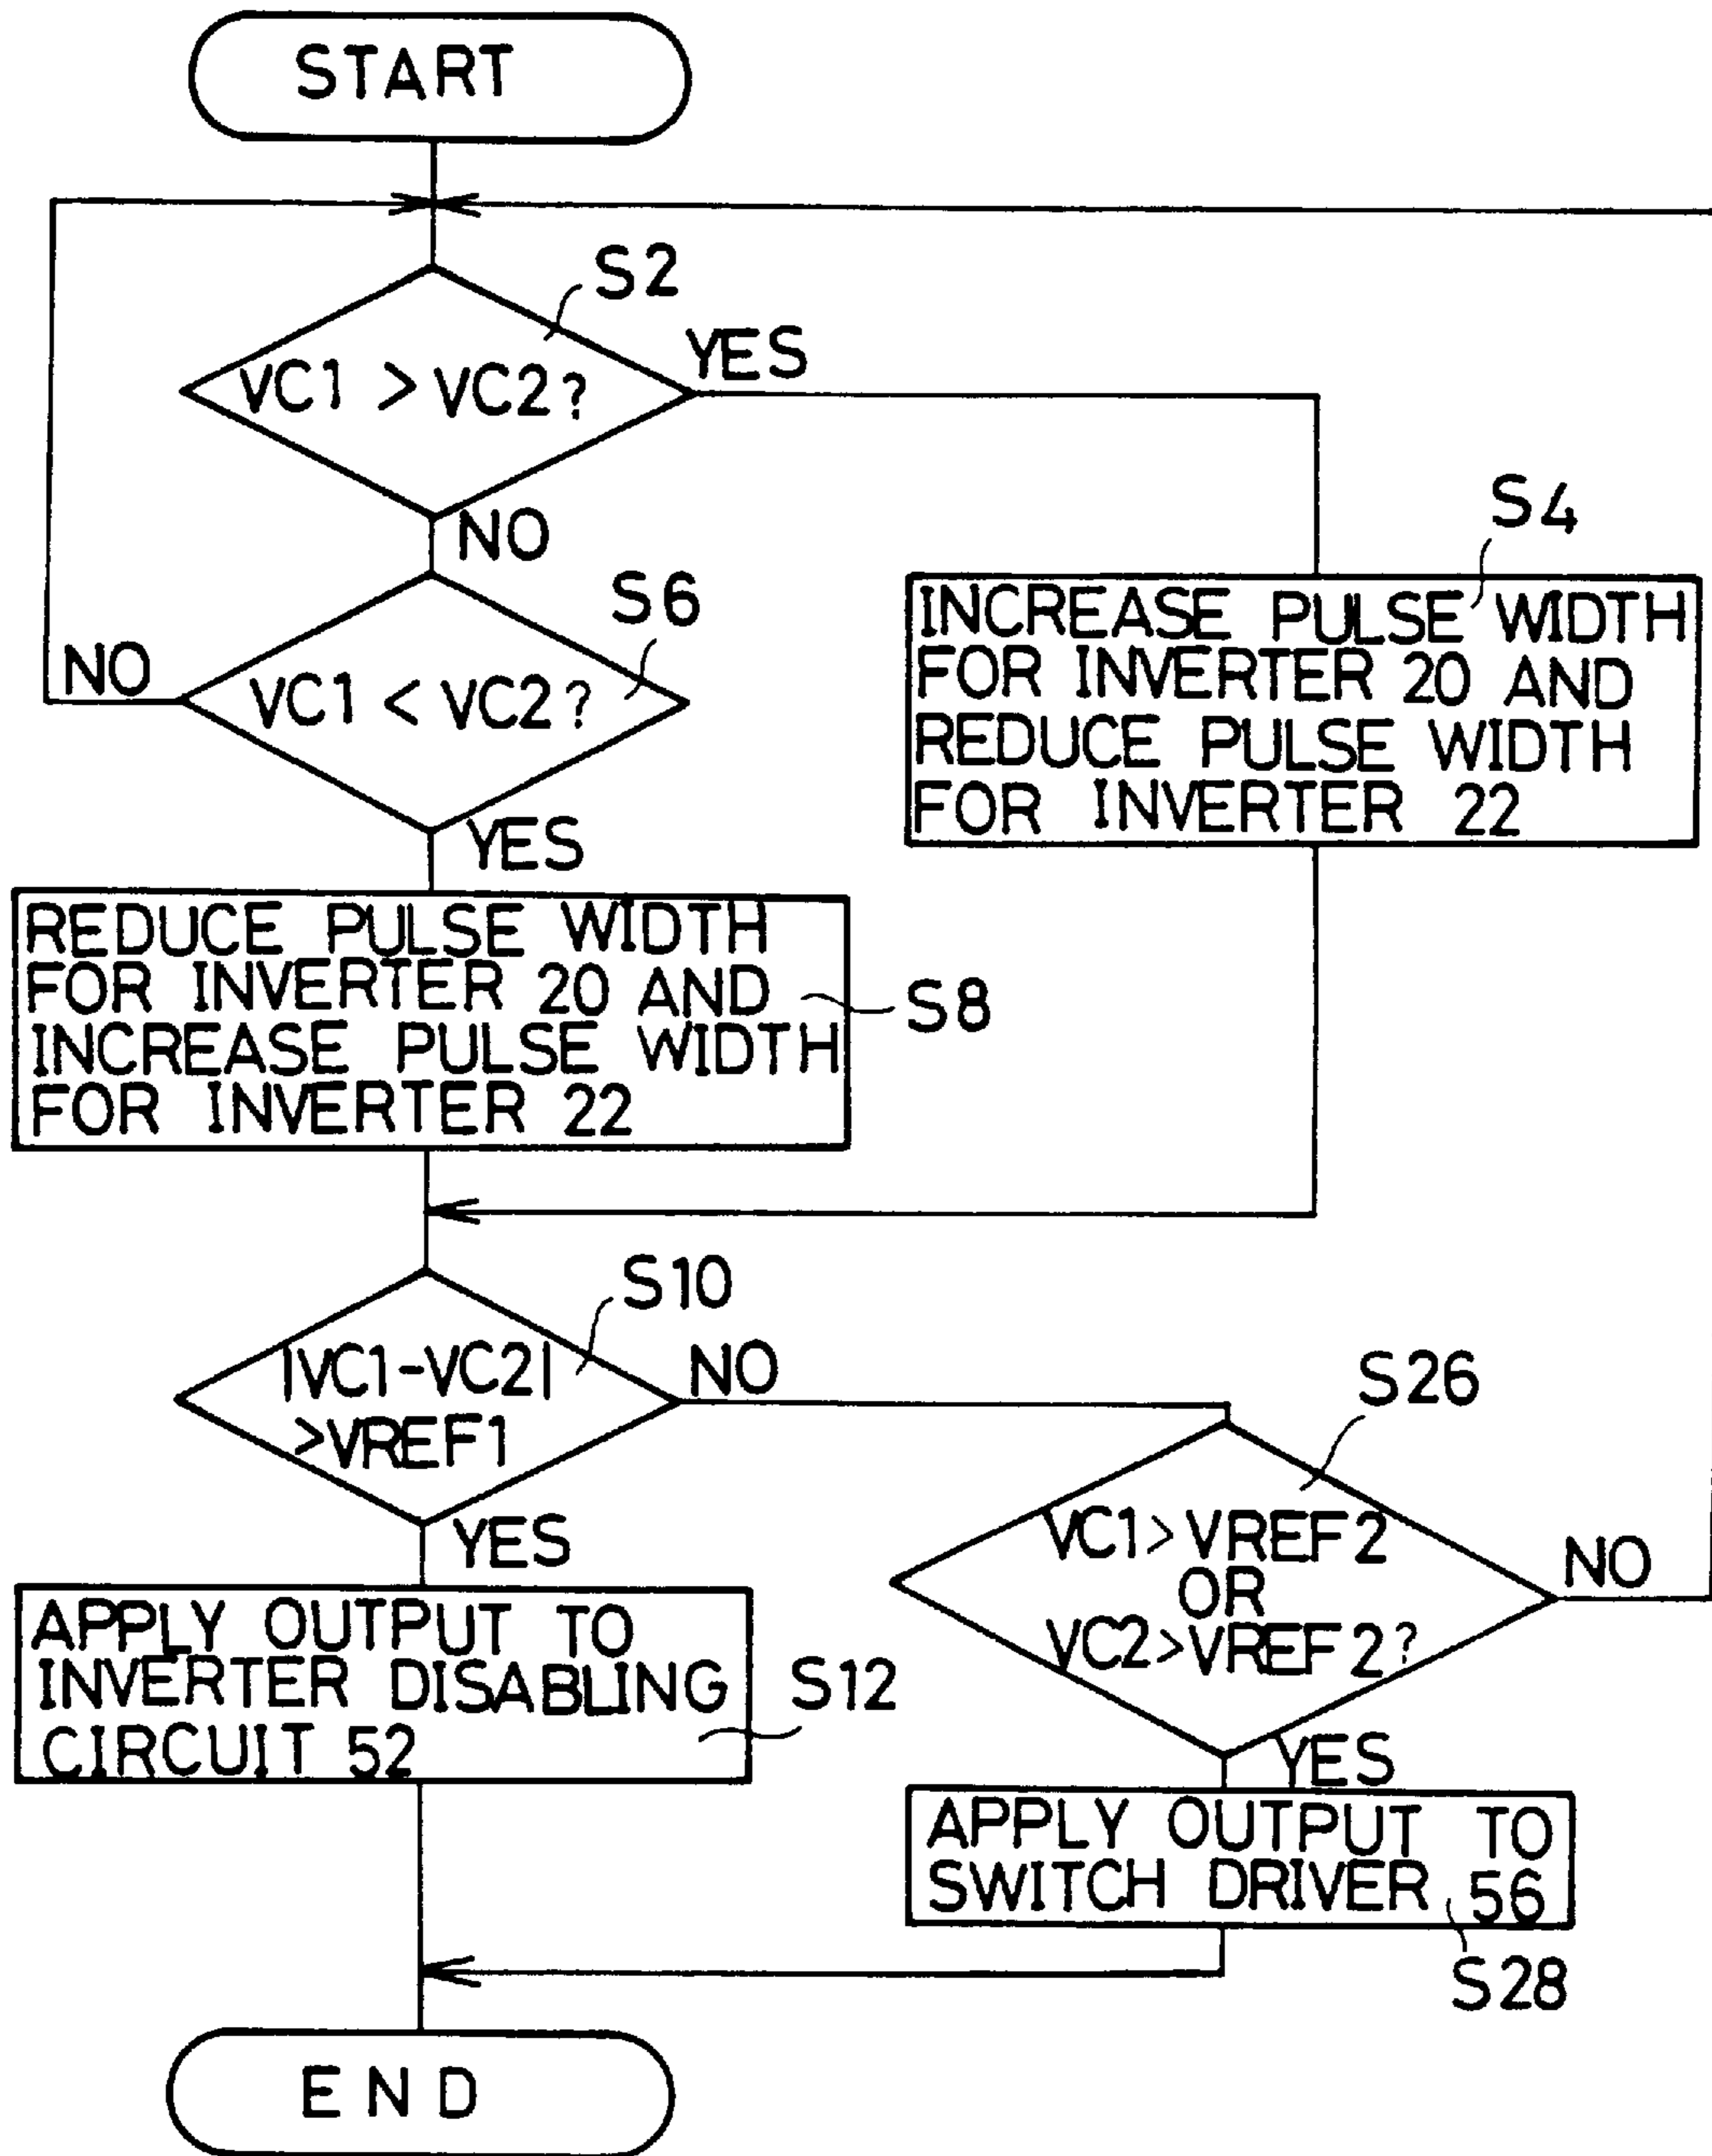 START
S2
VC1 > VC2?
YES
NO
S4
INCREASE PULSE WIDTH
FOR INVERTER 20 AND
REDUCE PULSE WIDTH
FOR INVERTER 22
S6
VC1 < VC2?
NO
YES
REDUCE PULSE WIDTH
FOR INVERTER 20 AND
INCREASE PULSE WIDTH
FOR INVERTER 22
S8
S10
|VC1-VC2|
>VREF1
NO
YES
S26
VC1>VREF2
OR
VC2>VREF2?
NO
YES
APPLY OUTPUT TO
INVERTER DISABLING
CIRCUIT 52
S12
APPLY OUTPUT TO
SWITCH DRIVER 56
S28
END